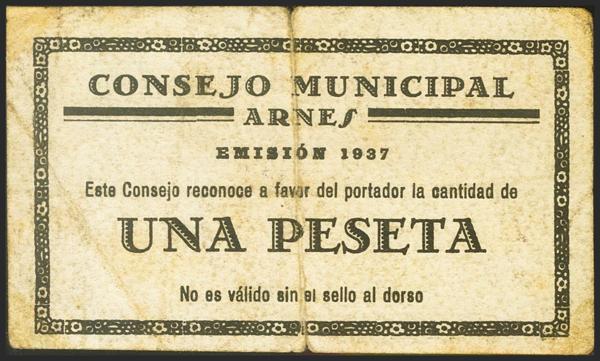 CONSEJO MUNICIPAL
ARNES
EMISIÓN 1937
Este Consejo reconoce a favor del portador la cantidad de
UNA PESETA
No es válido sin el sello al dorso